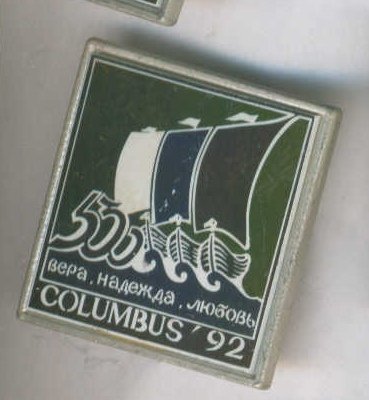 500
вера . надежда . любовь
COLUMBUS '92